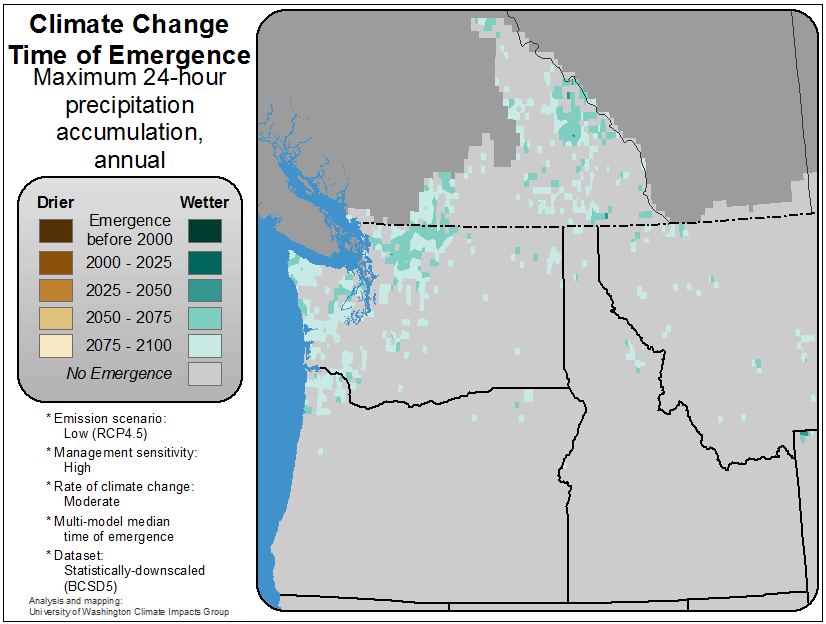 Climate Change
Time of Emergence
Maximum 24-hour
precipitation
accumulation,
annual
Drier Wetter
Emergence
before 2000
2000 - 2025
2025 - 2050
2050 - 2075
2075 - 2100
No Emergence
* Emission scenario:
Low (RCP4.5)
* Management sensitivity:
High
* Rate of climate change:
Moderate
* Multi-model median
time of emergence
* Dataset:
Statistically-downscaled
(BCSD5)
Analysis and mapping:
University of Washington Climate Impacts Group